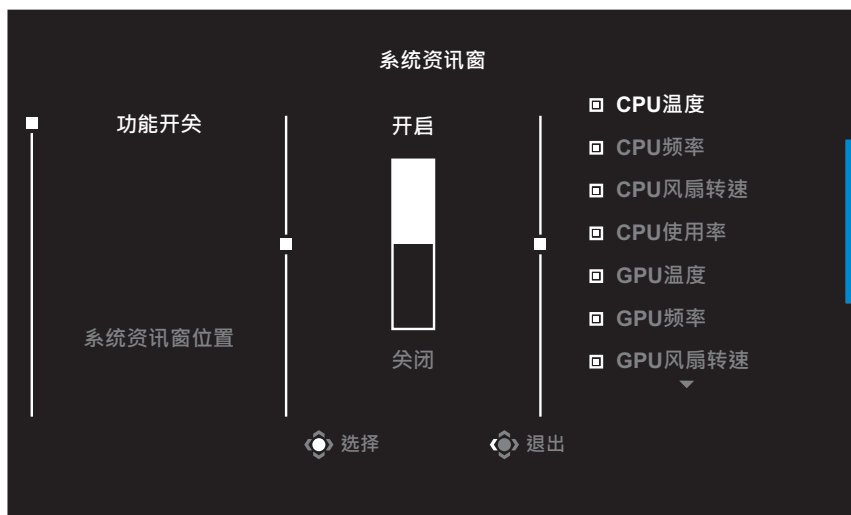 系统资讯窗
功能开关
系统资讯窗位置
开启
关闭
CPU温度
CPU频率
CPU风扇转速
CPU使用率
GPU温度
GPU频率
GPU风扇转速
选择
退出